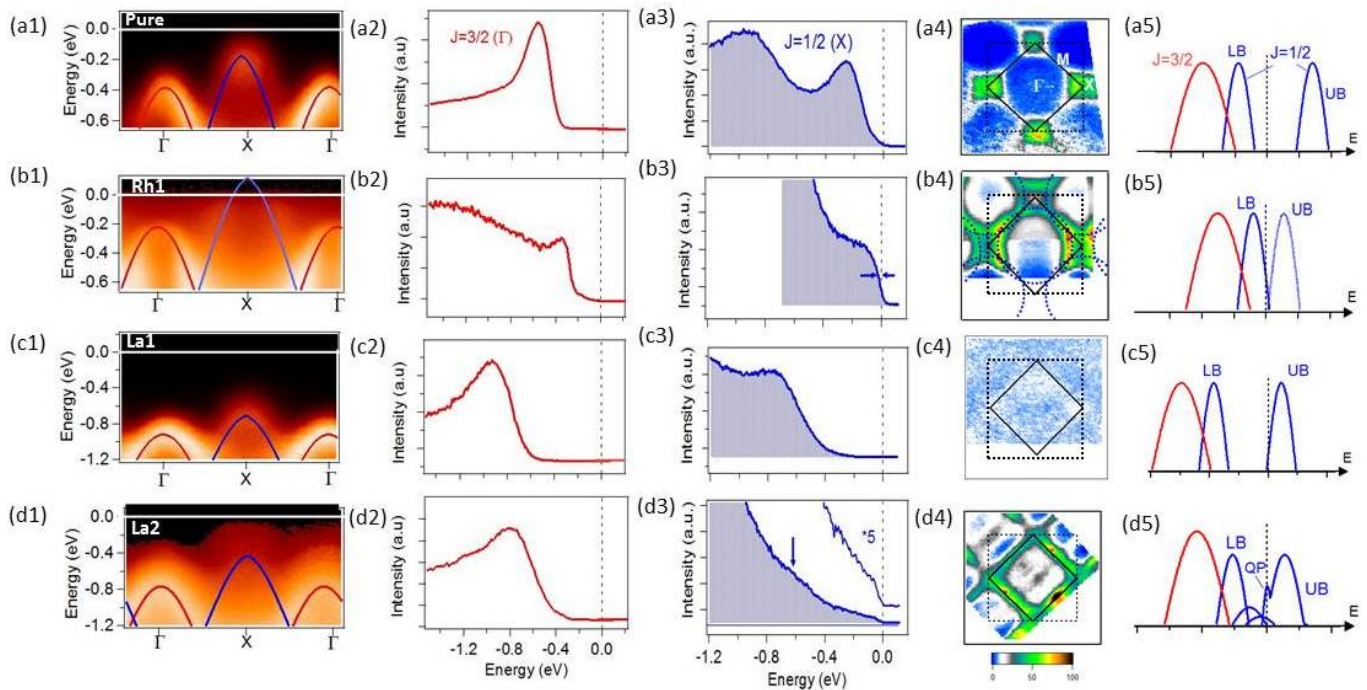 (a1) Pure
Energy (eV)
0.0
-0.2
-0.4
-0.6
Γ X Γ
(a2)
Intensity (a.u)
J=3/2 (Γ)
(a3)
Intensity (a.u.)
J=1/2 (X)
(a4)
M
Γ
X
(a5)
J=3/2
LB
J=1/2
UB
E
(b1) Rh1
Energy (eV)
0.0
-0.2
-0.4
-0.6
Γ X Γ
(b2)
Intensity (a.u.)
(b3)
Intensity (a.u.)
(b4)
(b5)
LB
UB
E
(c1) La1
Energy (eV)
0.0
-0.4
-0.8
-1.2
Γ X Γ
(c2)
Intensity (a.u)
(c3)
Intensity (a.u.)
(c4)
(c5)
LB
UB
E
(d1) La2
Energy (eV)
0.0
-0.4
-0.8
-1.2
Γ X Γ
(d2)
Intensity (a.u)
-1.2 -0.8 -0.4 0.0
Energy (eV)
(d3)
Intensity (a.u.)
*5
-1.2 -0.8 -0.4 0.0
Energy (eV)
(d4)
0 50 100
(d5)
LB
QP
UB
E